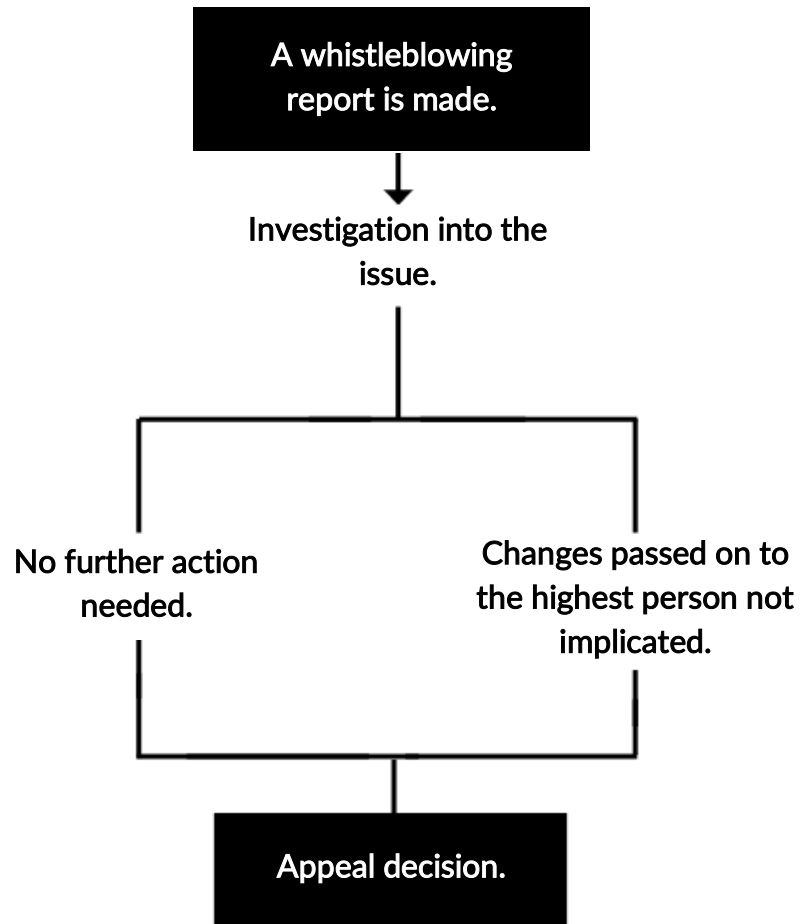 A whistleblowing
report is made.
Investigation into the
issue.
No further action
needed.
Changes passed on to
the highest person not
implicated.
Appeal decision.